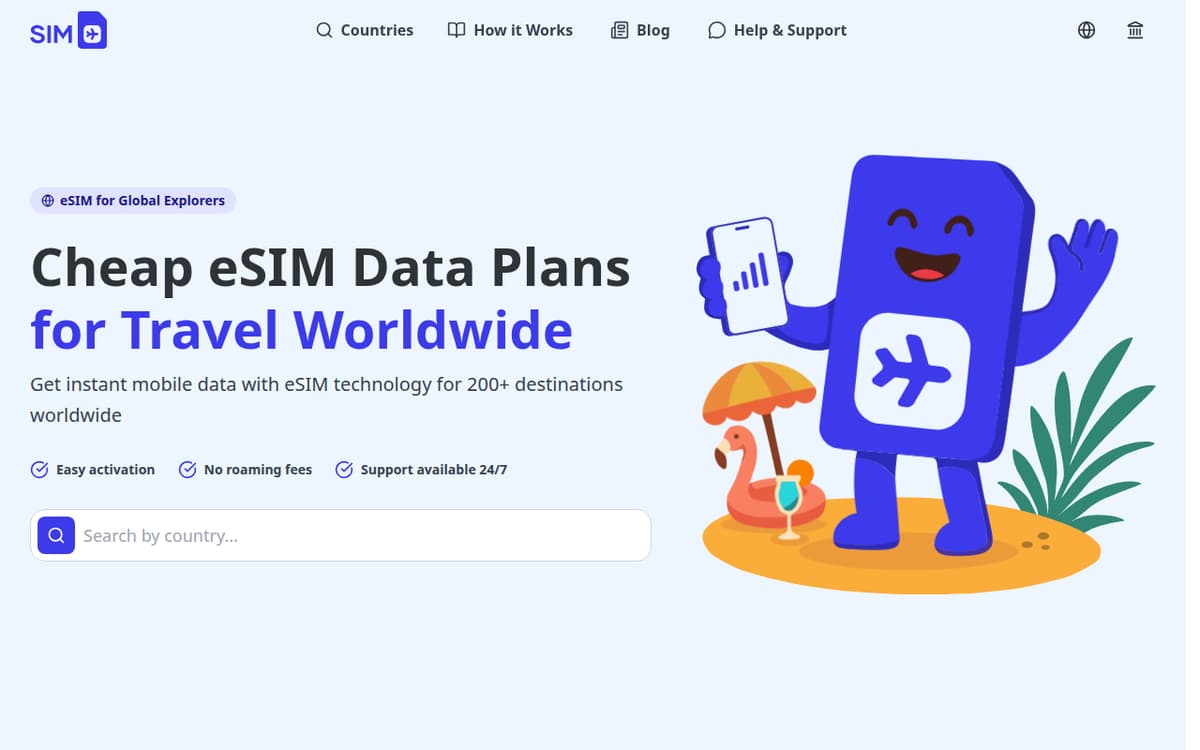 SIM
Countries
How it Works
Blog
Help & Support
eSIM for Global Explorers
Cheap eSIM Data Plans
for Travel Worldwide
Get instant mobile data with eSIM technology for 200+ destinations
worldwide
Easy activation
No roaming fees
Support available 24/7
Search by country...